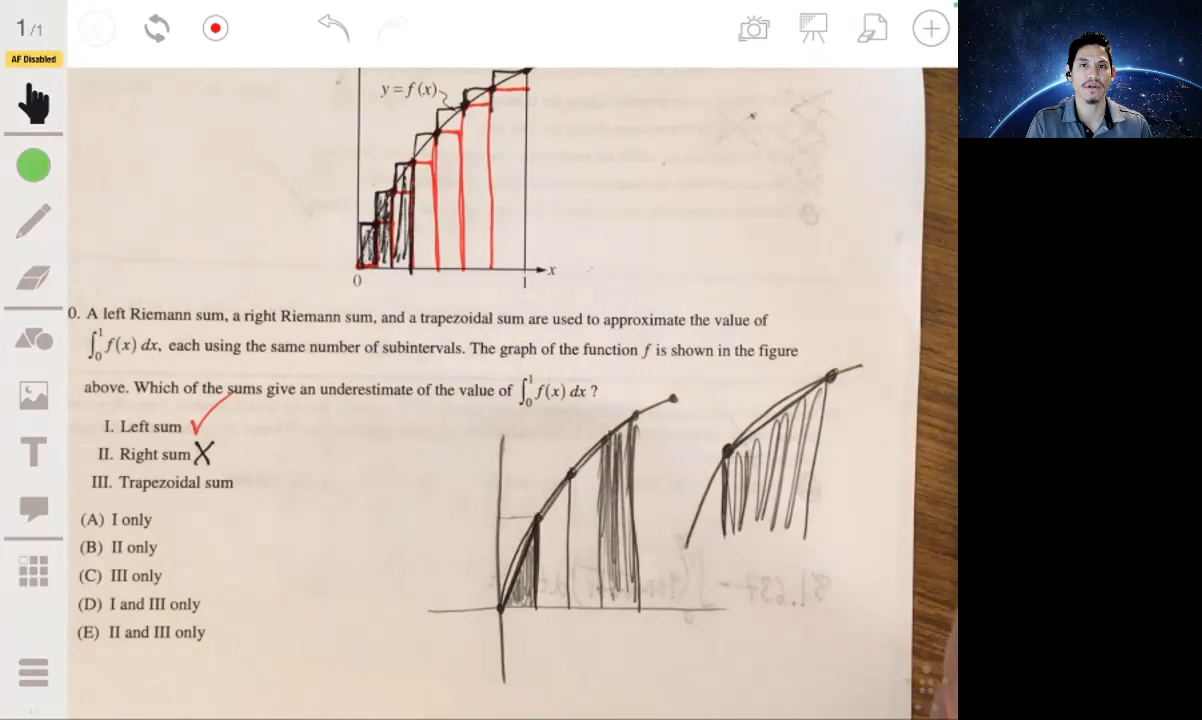 1/1
AF Disabled
y = f(x)
0
1
x
0. A left Riemann sum, a right Riemann sum, and a trapezoidal sum are used to approximate the value of
∫₀¹ f(x) dx, each using the same number of subintervals. The graph of the function f is shown in the figure
above. Which of the sums give an underestimate of the value of ∫₀¹ f(x) dx ?
I. Left sum ✓
II. Right sum X
III. Trapezoidal sum
(A) I only
(B) II only
(C) III only
(D) I and III only
(E) II and III only
T